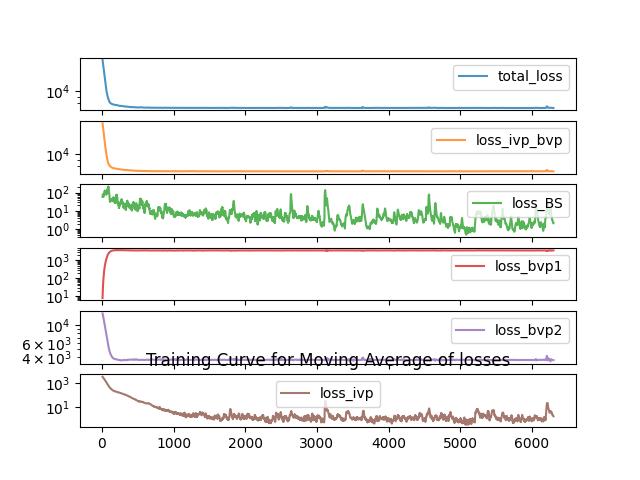 10⁴
total_loss
10⁴
loss_ivp_bvp
10²
10¹
10⁰
loss_BS
10³
10²
10¹
loss_bvp1
10⁴
6 × 10³
4 × 10³
loss_bvp2
Training Curve for Moving Average of losses
10³
10¹
loss_ivp
0 1000 2000 3000 4000 5000 6000